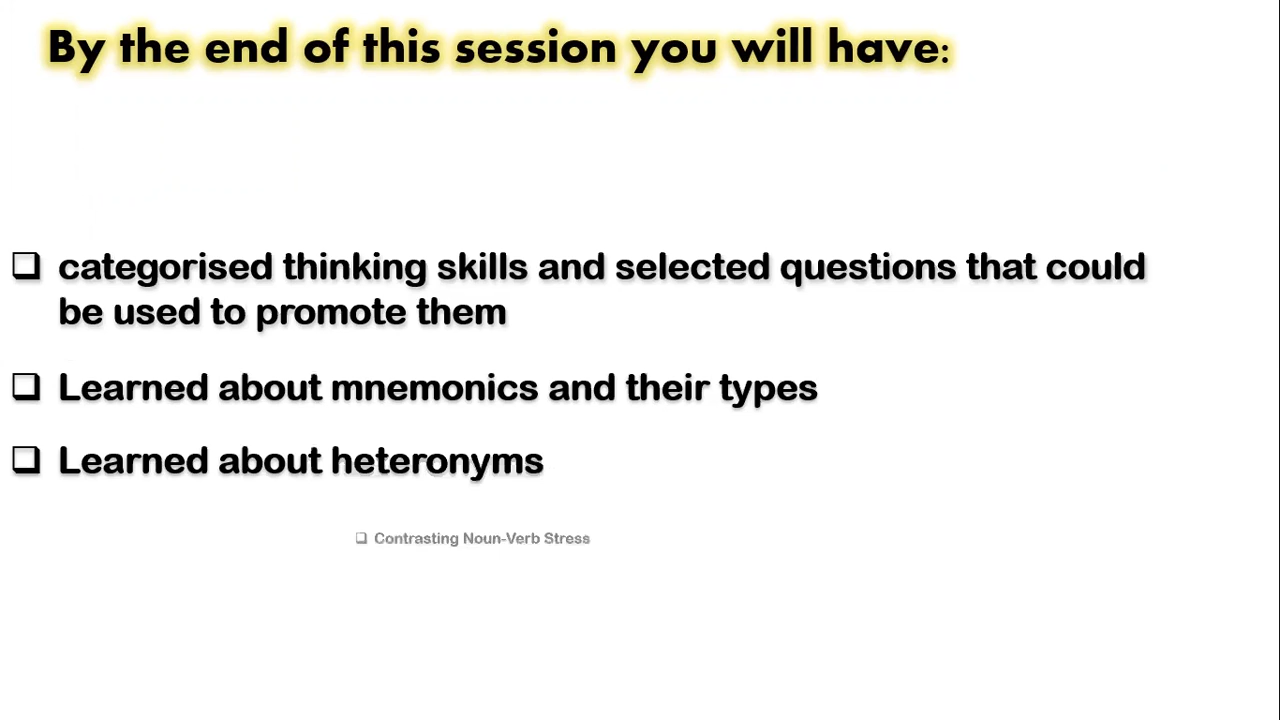 By the end of this session you will have:
❑ categorised thinking skills and selected questions that could
be used to promote them
❑ Learned about mnemonics and their types
❑ Learned about heteronyms
❑ Contrasting Noun-Verb Stress